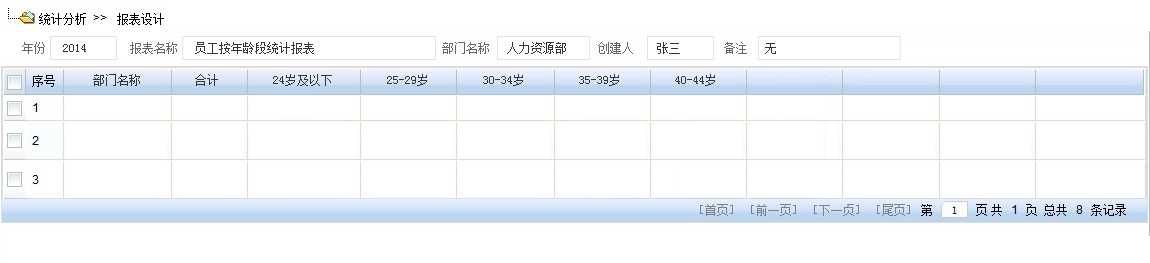 统计分析 >> 报表设计
年份 2014 报表名称 员工按年龄段统计报表 部门名称 人力资源部 创建人 张三 备注 无
序号 部门名称 合计 24岁及以下 25-29岁 30-34岁 35-39岁 40-44岁
1
2
3
[首页] [前一页] [下一页] [尾页] 第 1 页 共 1 页 总共 8 条记录